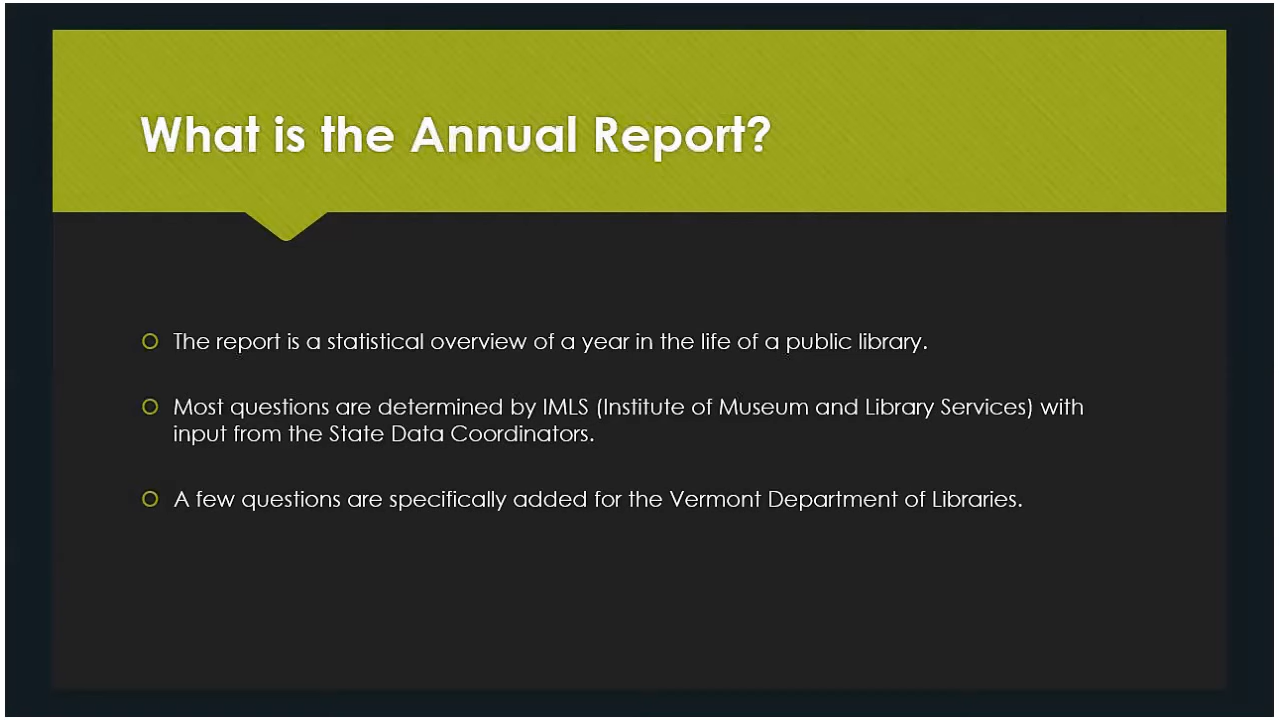 What is the Annual Report?
The report is a statistical overview of a year in the life of a public library.
Most questions are determined by IMLS (Institute of Museum and Library Services) with
input from the State Data Coordinators.
A few questions are specifically added for the Vermont Department of Libraries.